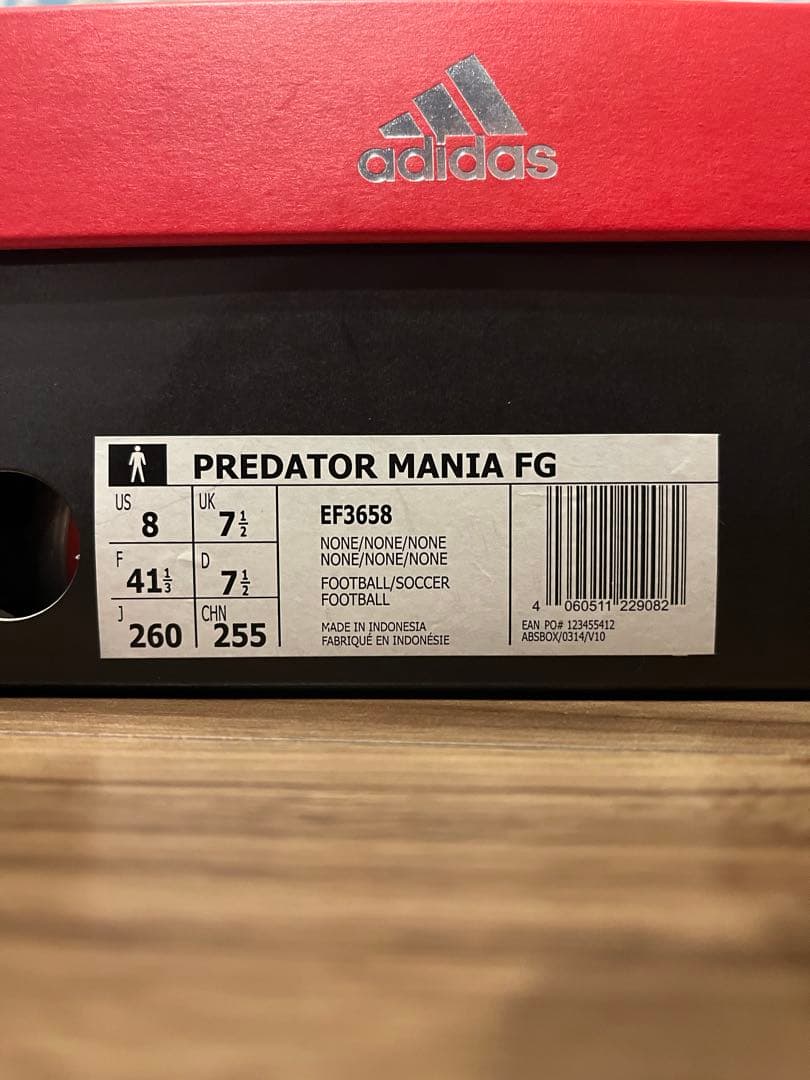 adidas
PREDATOR MANIA FG
US 8
UK 7½
F 41⅓
D 7½
J 260
CHN 255
EF3658
NONE/NONE/NONE
NONE/NONE/NONE
FOOTBALL/SOCCER
FOOTBALL
MADE IN INDONESIA
FABRIQUÉ EN INDONÉSIE
4 060511 229082
EAN PO# 123455412
ABSBOX/0314/V10